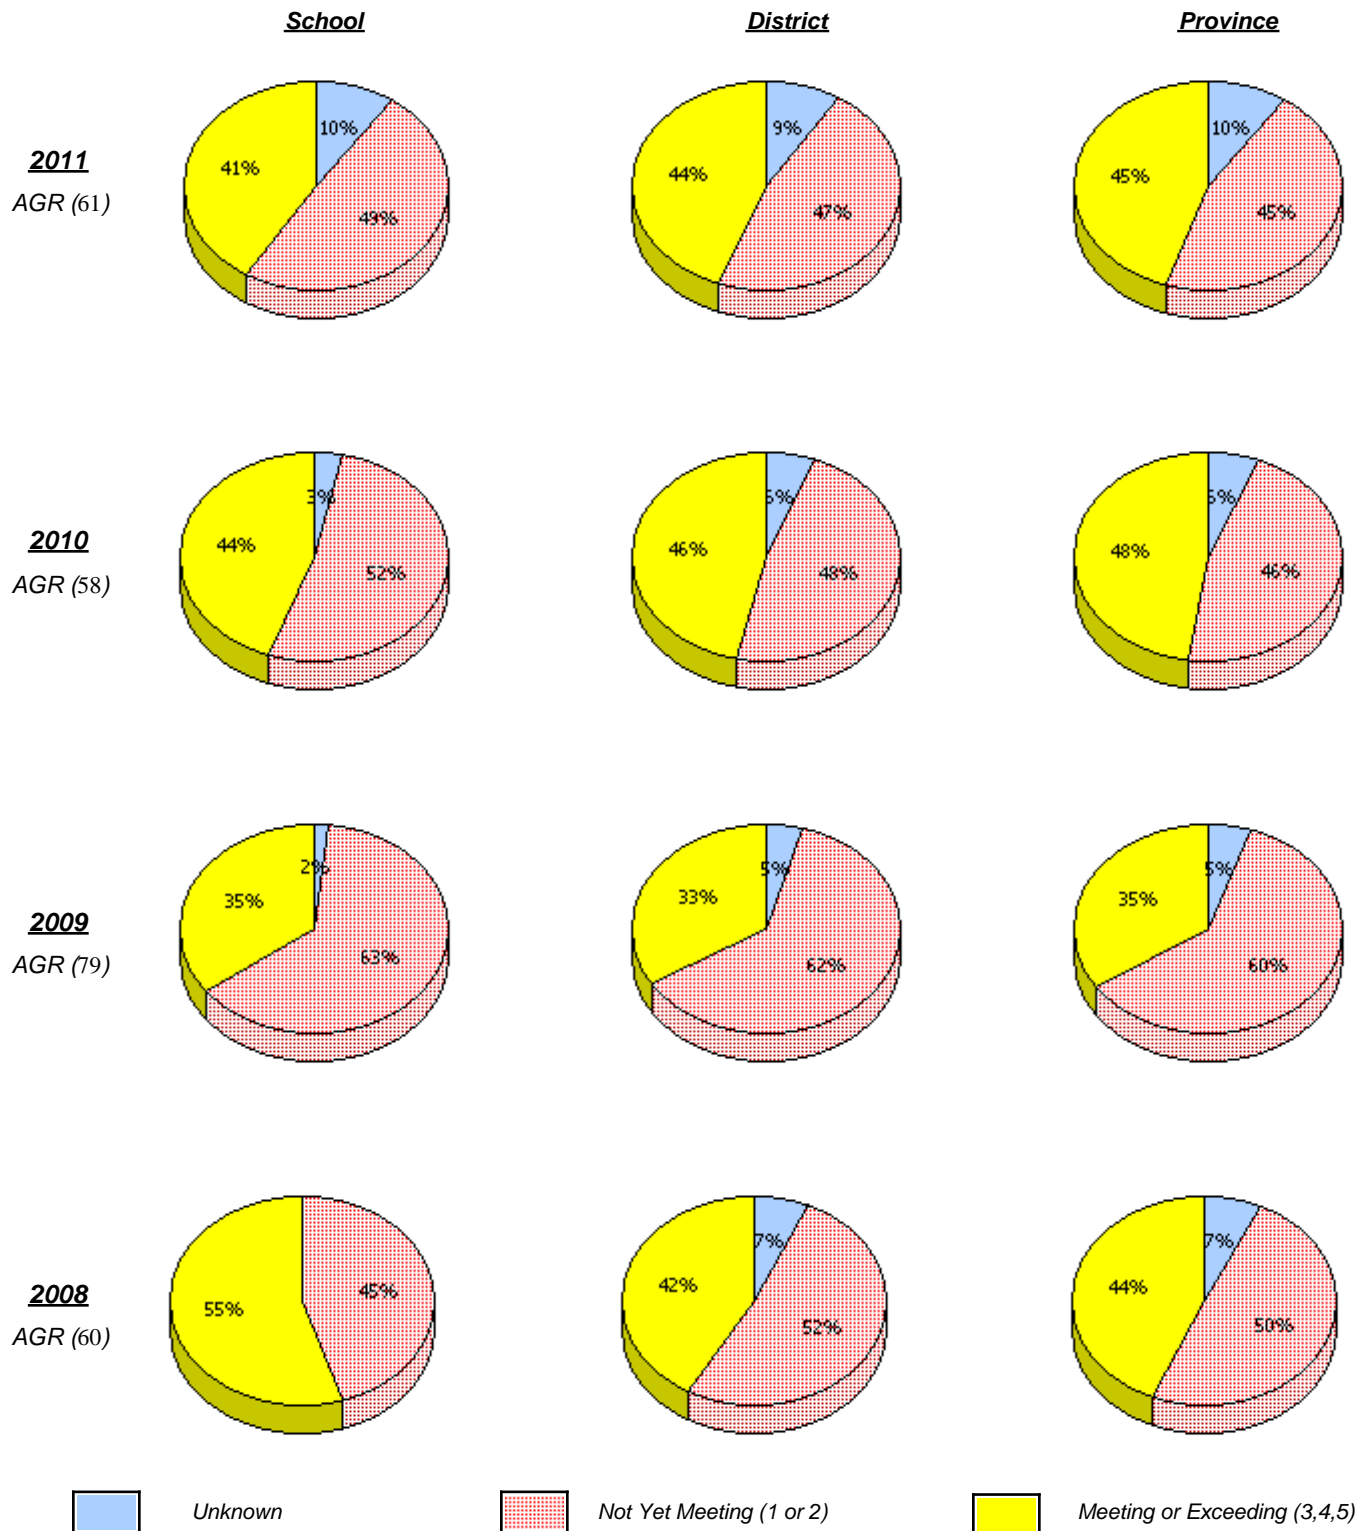 School District Province
10% 9% 10%
2011
41% 44% 45%
AGR (61)
49% 47% 45%
3% 6% 6%
2010
44% 46% 48%
AGR (58)
52% 48% 46%
2% 5% 5%
35% 33% 35%
2009
63% 62% 60%
AGR (79)
7% 7%
55% 45% 42% 44%
2008
52% 50%
AGR (60)
Unknown Not Yet Meeting (1 or 2) Meeting or Exceeding (3,4,5)